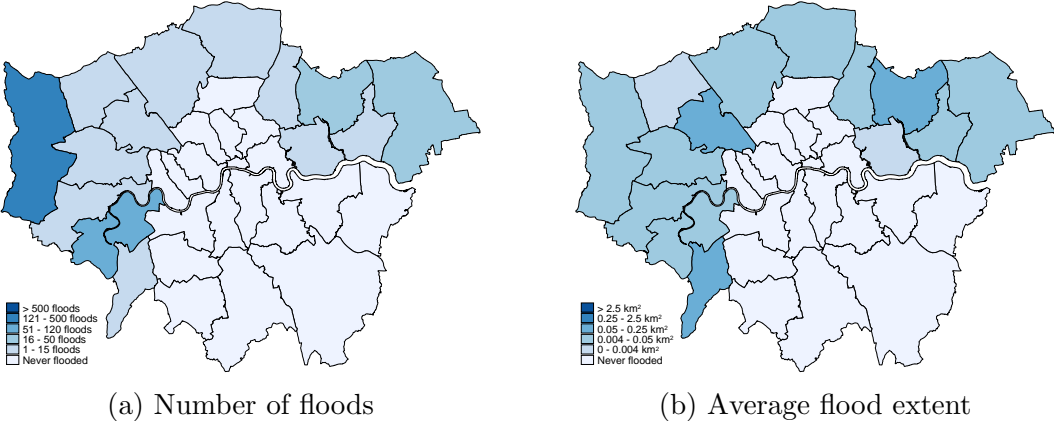 > 500 floods
121 - 500 floods
51 - 120 floods
16 - 50 floods
1 - 15 floods
Never flooded
(a) Number of floods
> 2.5 km²
0.25 - 2.5 km²
0.05 - 0.25 km²
0.004 - 0.05 km²
0 - 0.004 km²
Never flooded
(b) Average flood extent